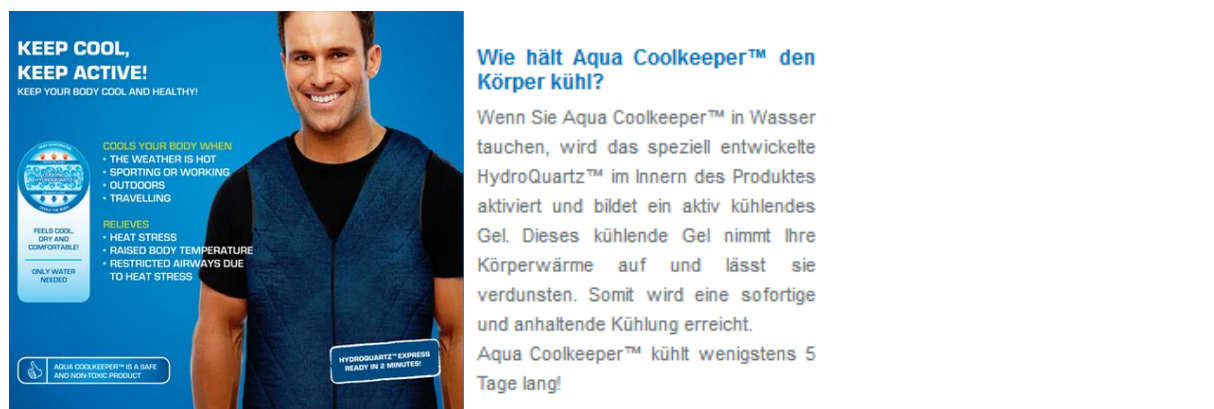 KEEP COOL,
KEEP ACTIVE!
KEEP YOUR BODY COOL AND HEALTHY!
COOLING
HYDROQUARTZ
FEELS COOL,
DRY AND
COMFORTABLE!
ONLY WATER
NEEDED
COOLS YOUR BODY WHEN
• THE WEATHER IS HOT
• SPORTING OR WORKING
• OUTDOORS
• TRAVELLING
RELIEVES
• HEAT STRESS
• RAISED BODY TEMPERATURE
• RESTRICTED AIRWAYS DUE
TO HEAT STRESS
AQUA COOLKEEPER™ IS A SAFE
AND NON-TOXIC PRODUCT
HYDROQUARTZ™ EXPRESS
READY IN 2 MINUTES!
Wie hält Aqua Coolkeeper™ den
Körper kühl?
Wenn Sie Aqua Coolkeeper™ in Wasser
tauchen, wird das speziell entwickelte
HydroQuartz™ im Innern des Produktes
aktiviert und bildet ein aktiv kühlendes
Gel. Dieses kühlende Gel nimmt Ihre
Körperwärme auf und lässt sie
verdunsten. Somit wird eine sofortige
und anhaltende Kühlung erreicht.
Aqua Coolkeeper™ kühlt wenigstens 5
Tage lang!